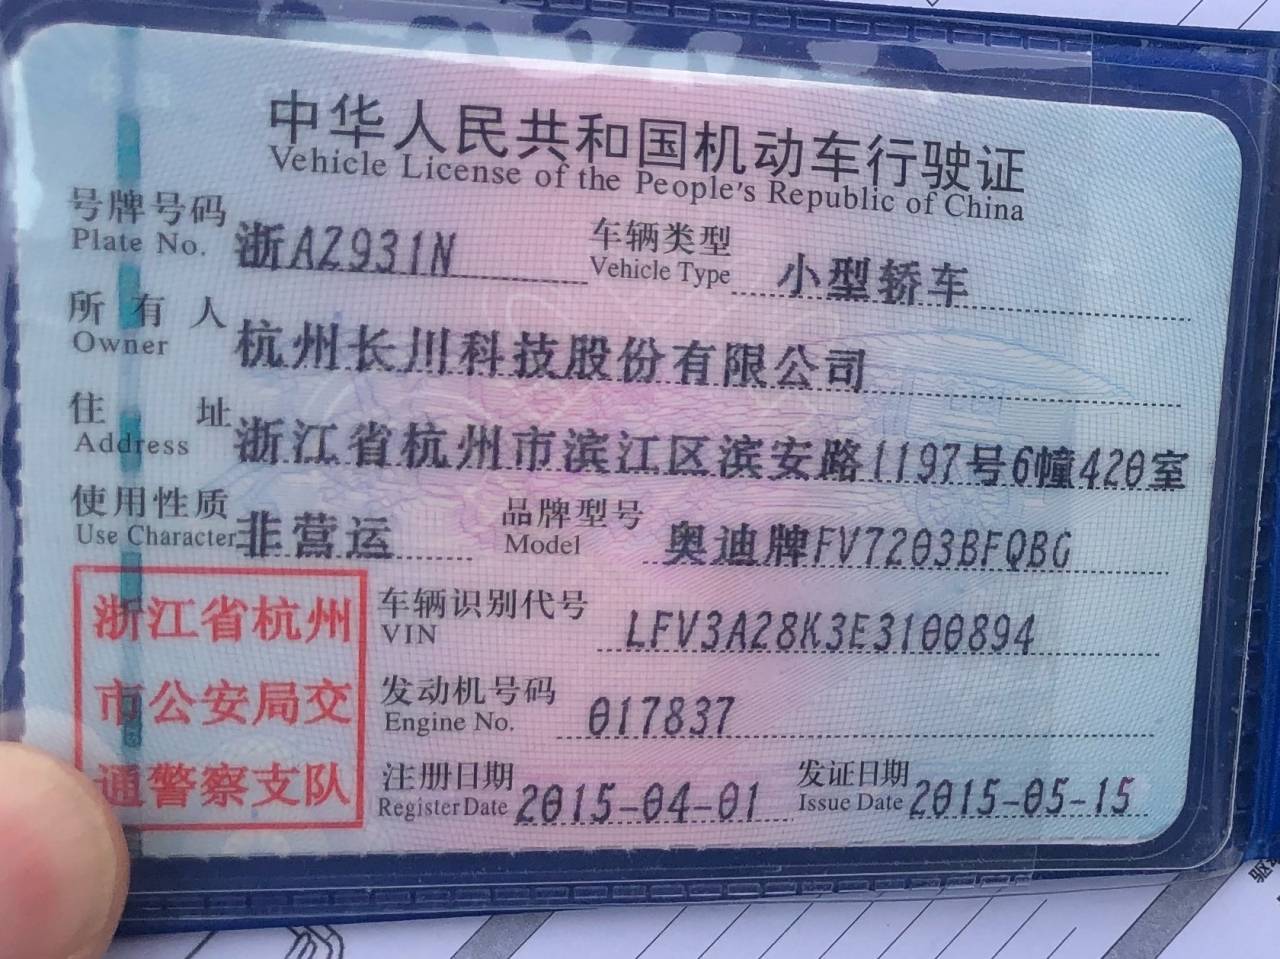 中华人民共和国机动车行驶证
Vehicle License of the People's Republic of China
号牌号码 浙AZ931N 车辆类型 小型轿车
Plate No. Vehicle Type
所有人 杭州长川科技股份有限公司
Owner
住址 浙江省杭州市滨江区滨安路1197号6幢420室
Address
使用性质 非营运 品牌型号 奥迪牌FV7203BFQBG
Use Character Model
浙江省杭州
市公安局交
通警察支队
车辆识别代号 LFV3A28K3E3100894
VIN
发动机号码 017837
Engine No.
注册日期 2015-04-01 发证日期 2015-05-15
Register Date Issue Date